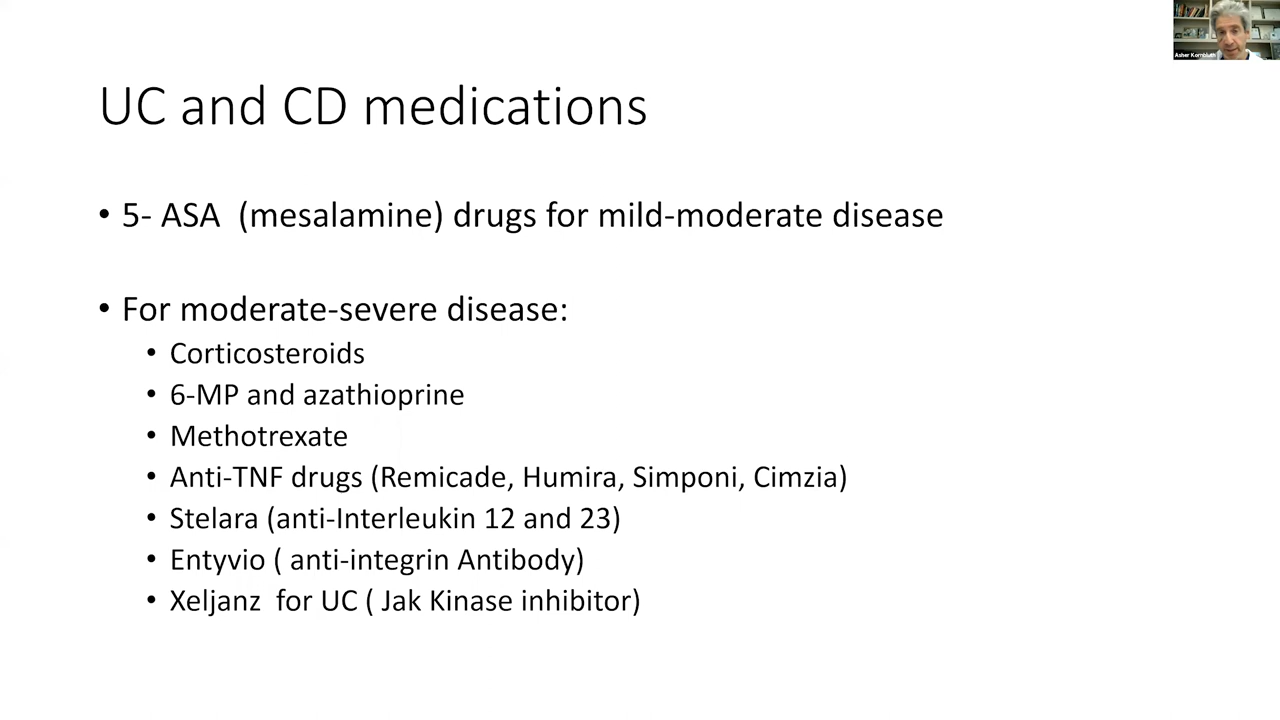 Asher Kornbluth
UC and CD medications
• 5- ASA  (mesalamine) drugs for mild-moderate disease
• For moderate-severe disease:
• Corticosteroids
• 6-MP and azathioprine
• Methotrexate
• Anti-TNF drugs (Remicade, Humira, Simponi, Cimzia)
• Stelara (anti-Interleukin 12 and 23)
• Entyvio ( anti-integrin Antibody)
• Xeljanz  for UC ( Jak Kinase inhibitor)